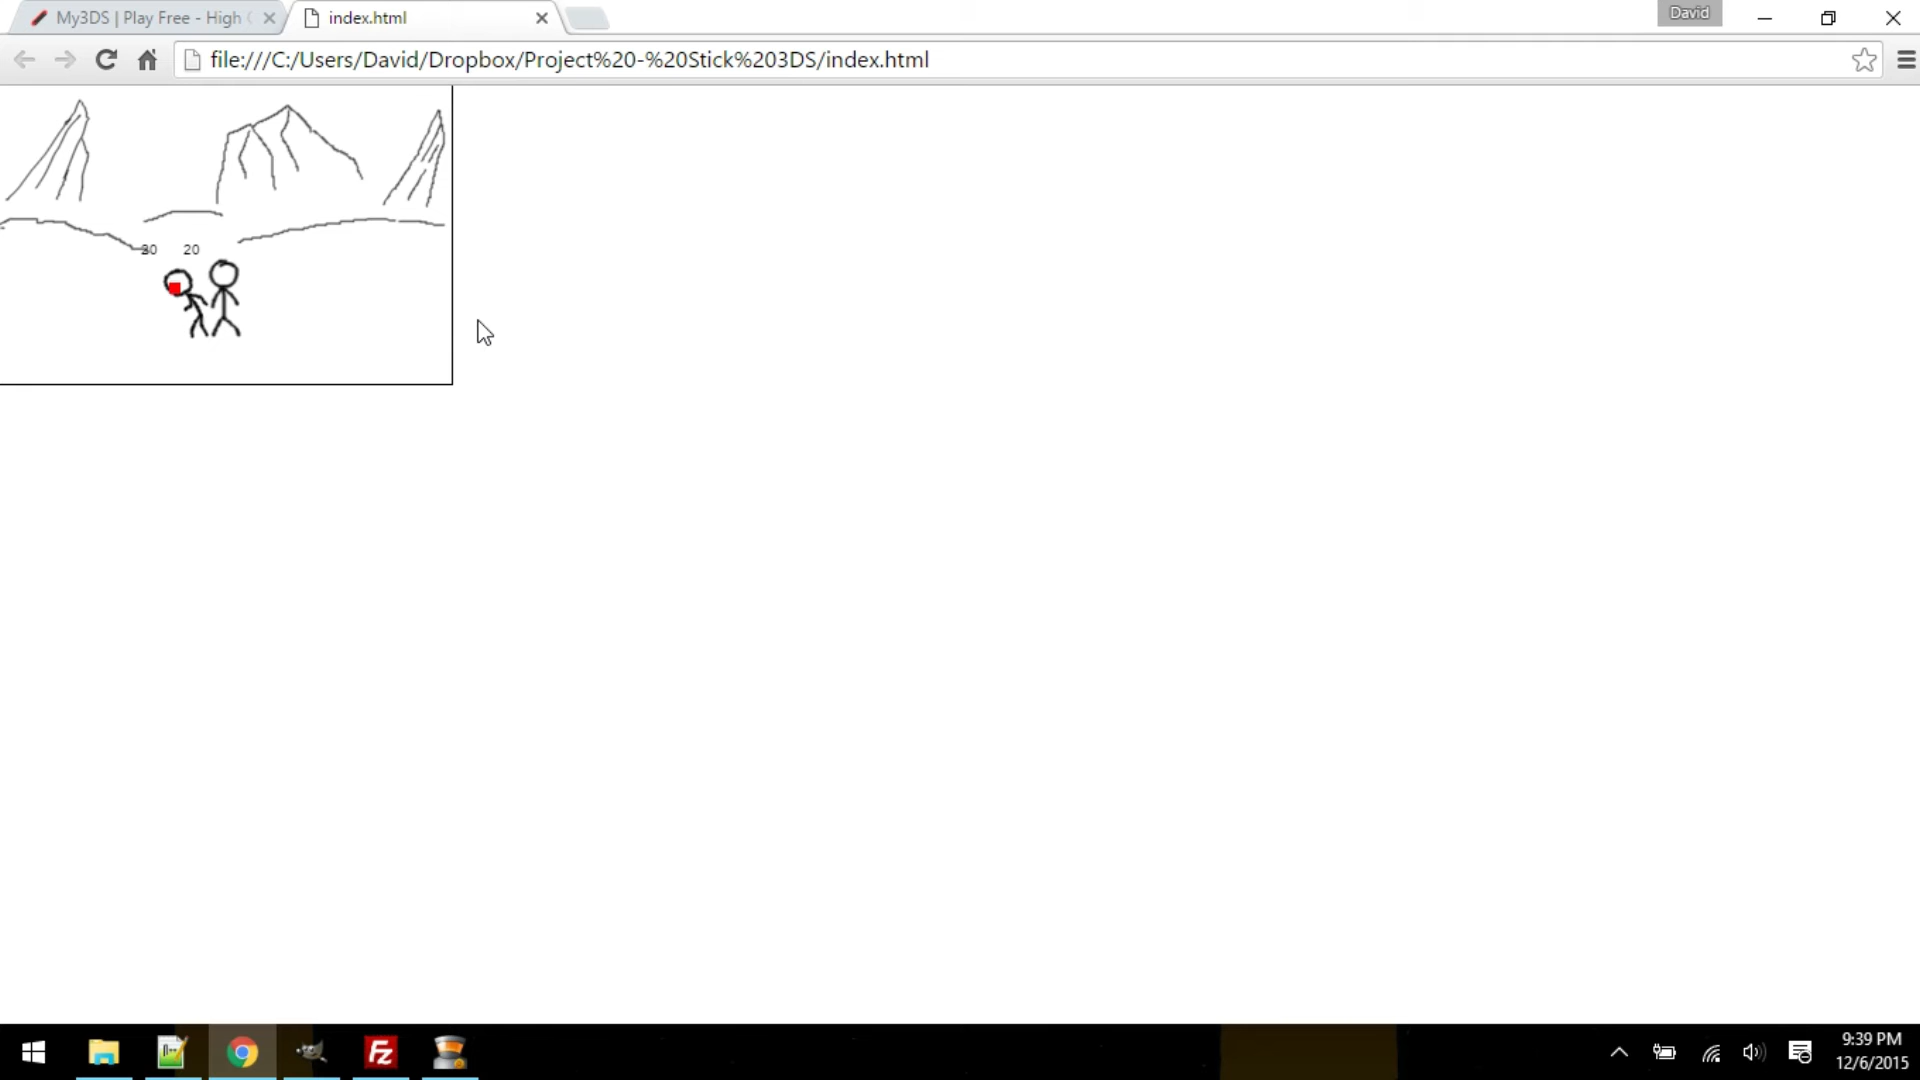 My3DS | Play Free - High
index.html
David
file:///C:/Users/David/Dropbox/Project%20-%20Stick%203DS/index.html
20
9:39 PM
12/6/2015